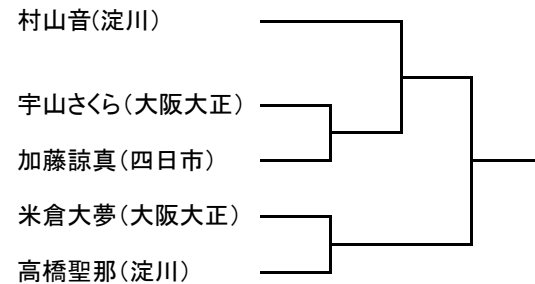 村山音(淀川)
宇山さくら(大阪大正)
加藤諒真(四日市)
米倉大夢(大阪大正)
高橋聖那(淀川)